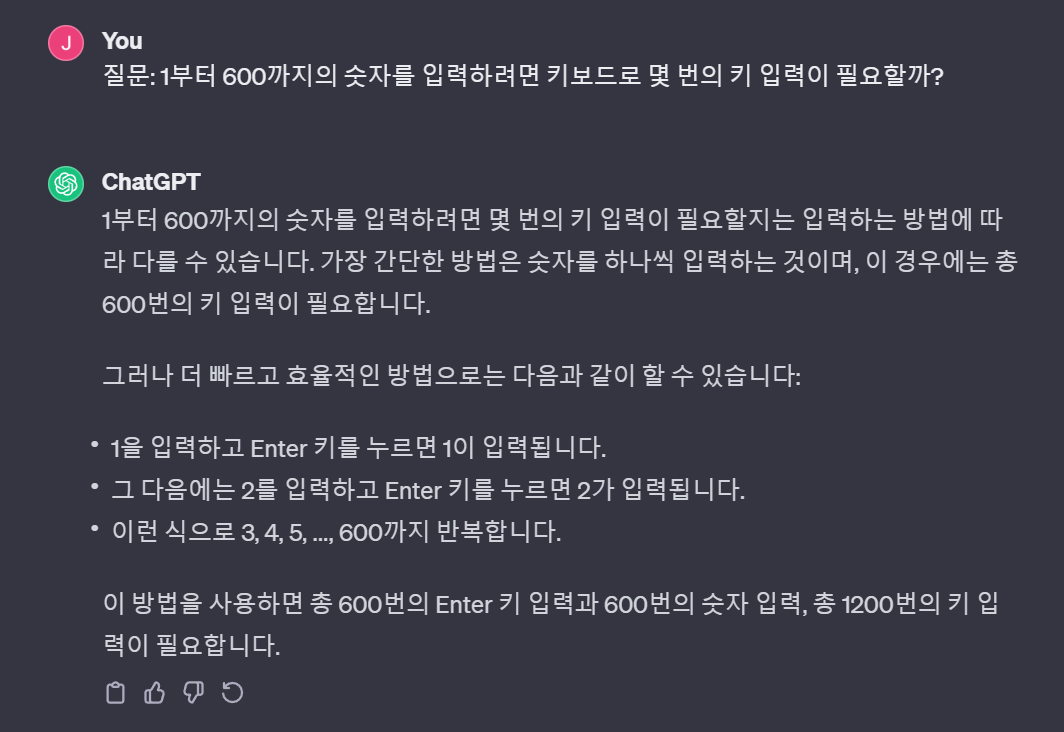 J
You
질문: 1부터 600까지의 숫자를 입력하려면 키보드로 몇 번의 키 입력이 필요할까?
ChatGPT
1부터 600까지의 숫자를 입력하려면 몇 번의 키 입력이 필요할지는 입력하는 방법에 따
라 다를 수 있습니다. 가장 간단한 방법은 숫자를 하나씩 입력하는 것이며, 이 경우에는 총
600번의 키 입력이 필요합니다.
그러나 더 빠르고 효율적인 방법으로는 다음과 같이 할 수 있습니다:
• 1을 입력하고 Enter 키를 누르면 1이 입력됩니다.
• 그 다음에는 2를 입력하고 Enter 키를 누르면 2가 입력됩니다.
• 이런 식으로 3, 4, 5, ..., 600까지 반복합니다.
이 방법을 사용하면 총 600번의 Enter 키 입력과 600번의 숫자 입력, 총 1200번의 키 입
력이 필요합니다.